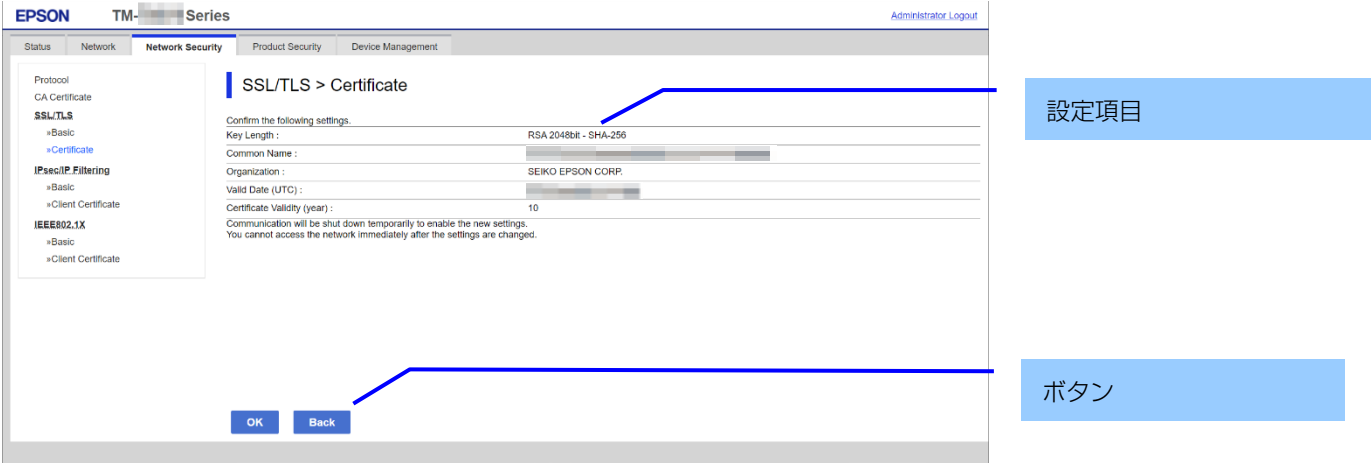 EPSON TM- Series
Administrator Logout
Status Network Network Security Product Security Device Management
Protocol
CA Certificate
SSL/TLS
»Basic
»Certificate
IPsec/IP Filtering
»Basic
»Client Certificate
IEEE802.1X
»Basic
»Client Certificate
SSL/TLS > Certificate
Confirm the following settings.
Key Length : RSA 2048bit - SHA-256
Common Name :
Organization : SEIKO EPSON CORP.
Valid Date (UTC) :
Certificate Validity (year) : 10
Communication will be shut down temporarily to enable the new settings.
You cannot access the network immediately after the settings are changed.
OK Back
設定項目
ボタン